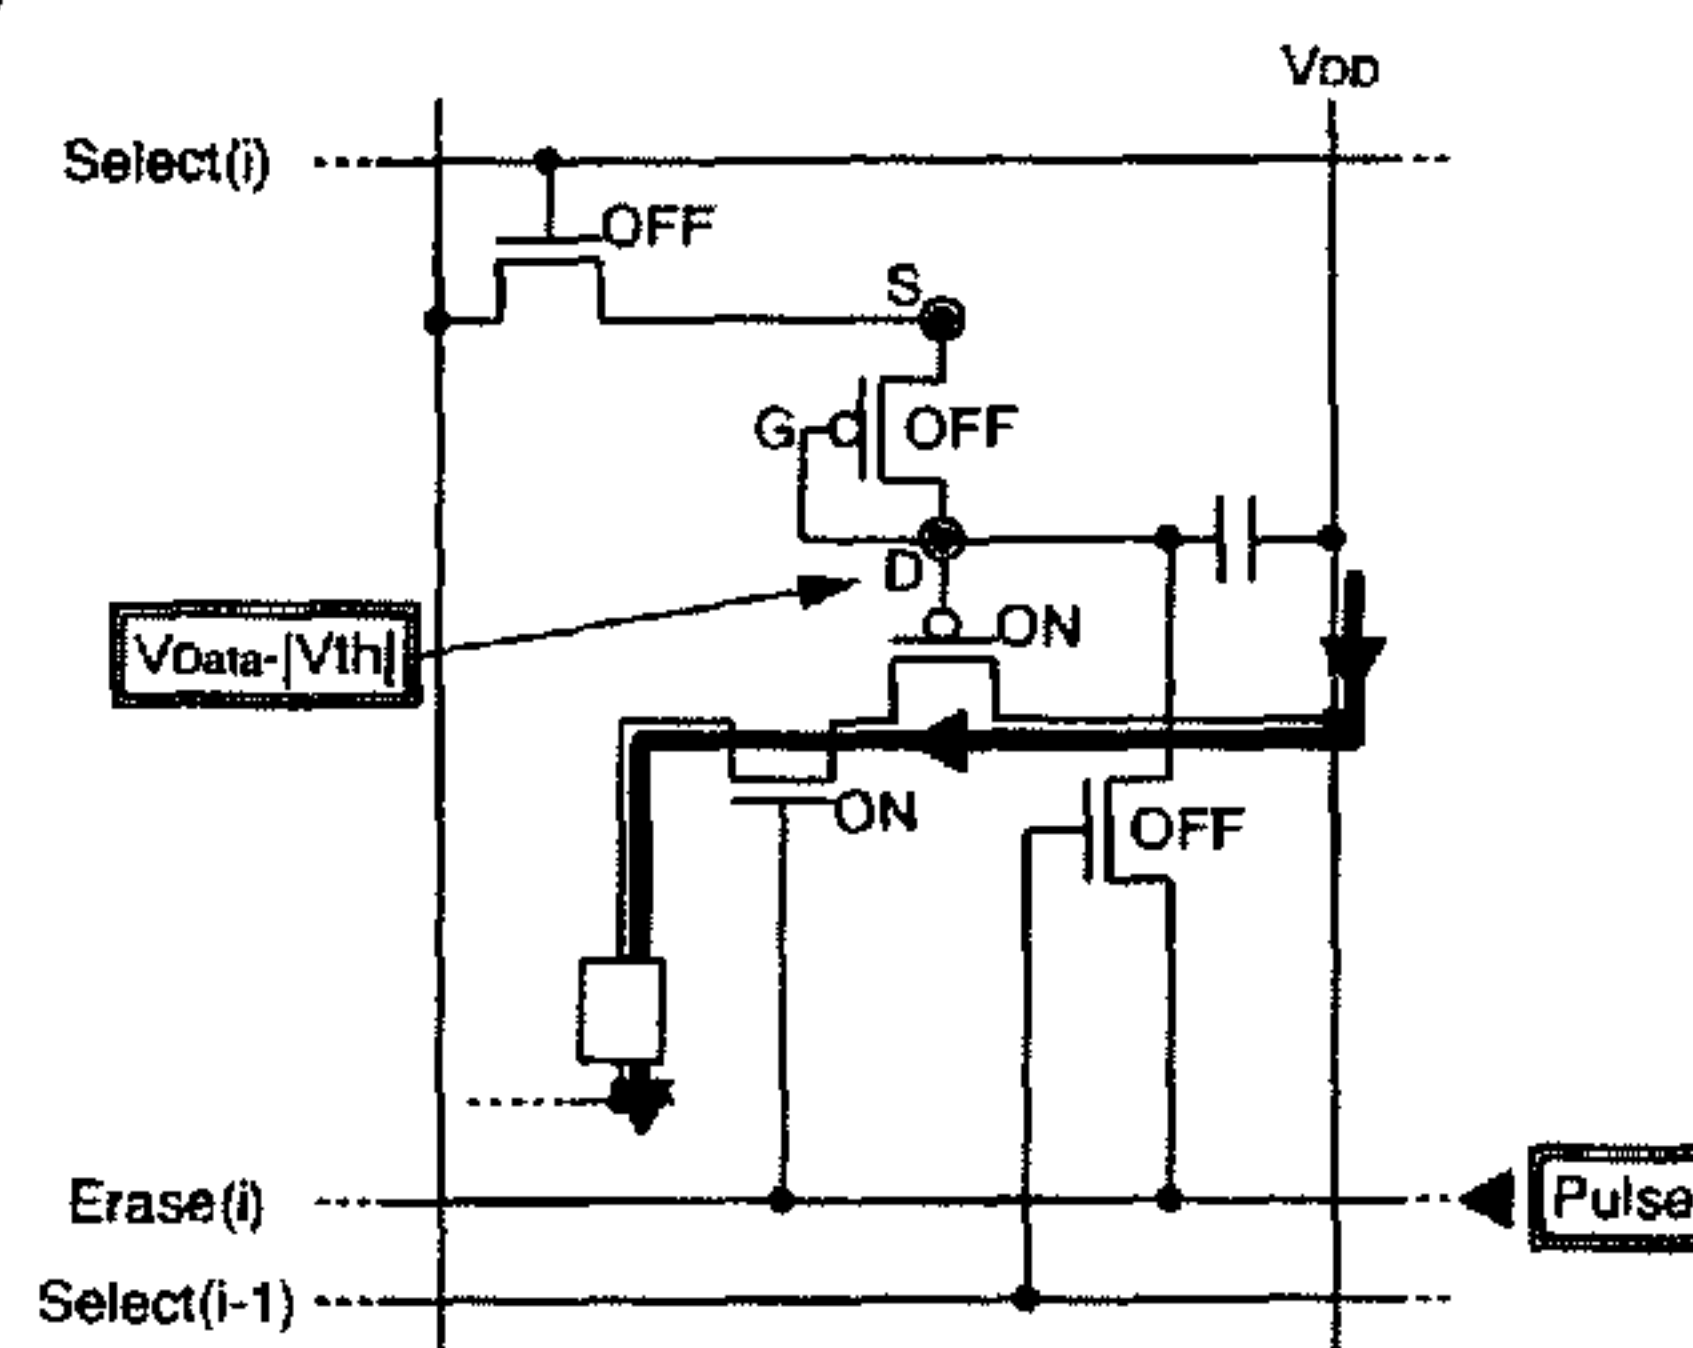 VDD
Select(i)
OFF
S
G
OFF
D
VData-|Vth|
ON
ON
OFF
Erase(i)
Pulse
Select(i-1)